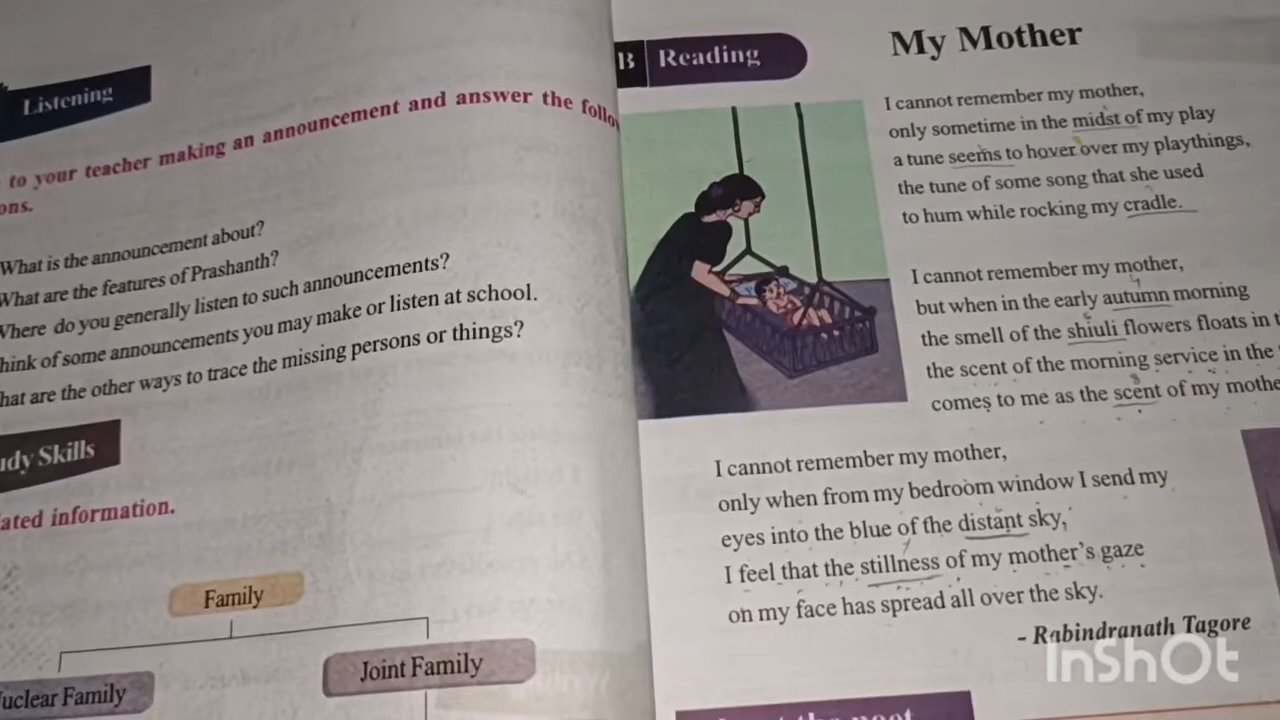 Listening
to your teacher making an announcement and answer the
What is the announcement about?
What are the features of Prashanth?
Where do you generally listen to such announcements?
hink of some announcements you may make or listen at school.
hat are the other ways to trace the missing persons or things?
Skills
information.
Family
Joint Family
Family
B Reading
My Mother
I cannot remember my mother,
only sometime in the midst of my play
a tune seems to hover over my playthings,
the tune of some song that she used
to hum while rocking my cradle.
I cannot remember my mother,
but when in the early autumn morning
the smell of the shiuli flowers floats in
the scent of the morning service in the
comes to me as the scent of my
I cannot remember my mother,
only when from my bedroom window I send my
eyes into the blue of the distant sky,
I feel that the stillness of my mother's gaze
on my face has spread all over the sky.
- Rabindranath Tagore
InShOt